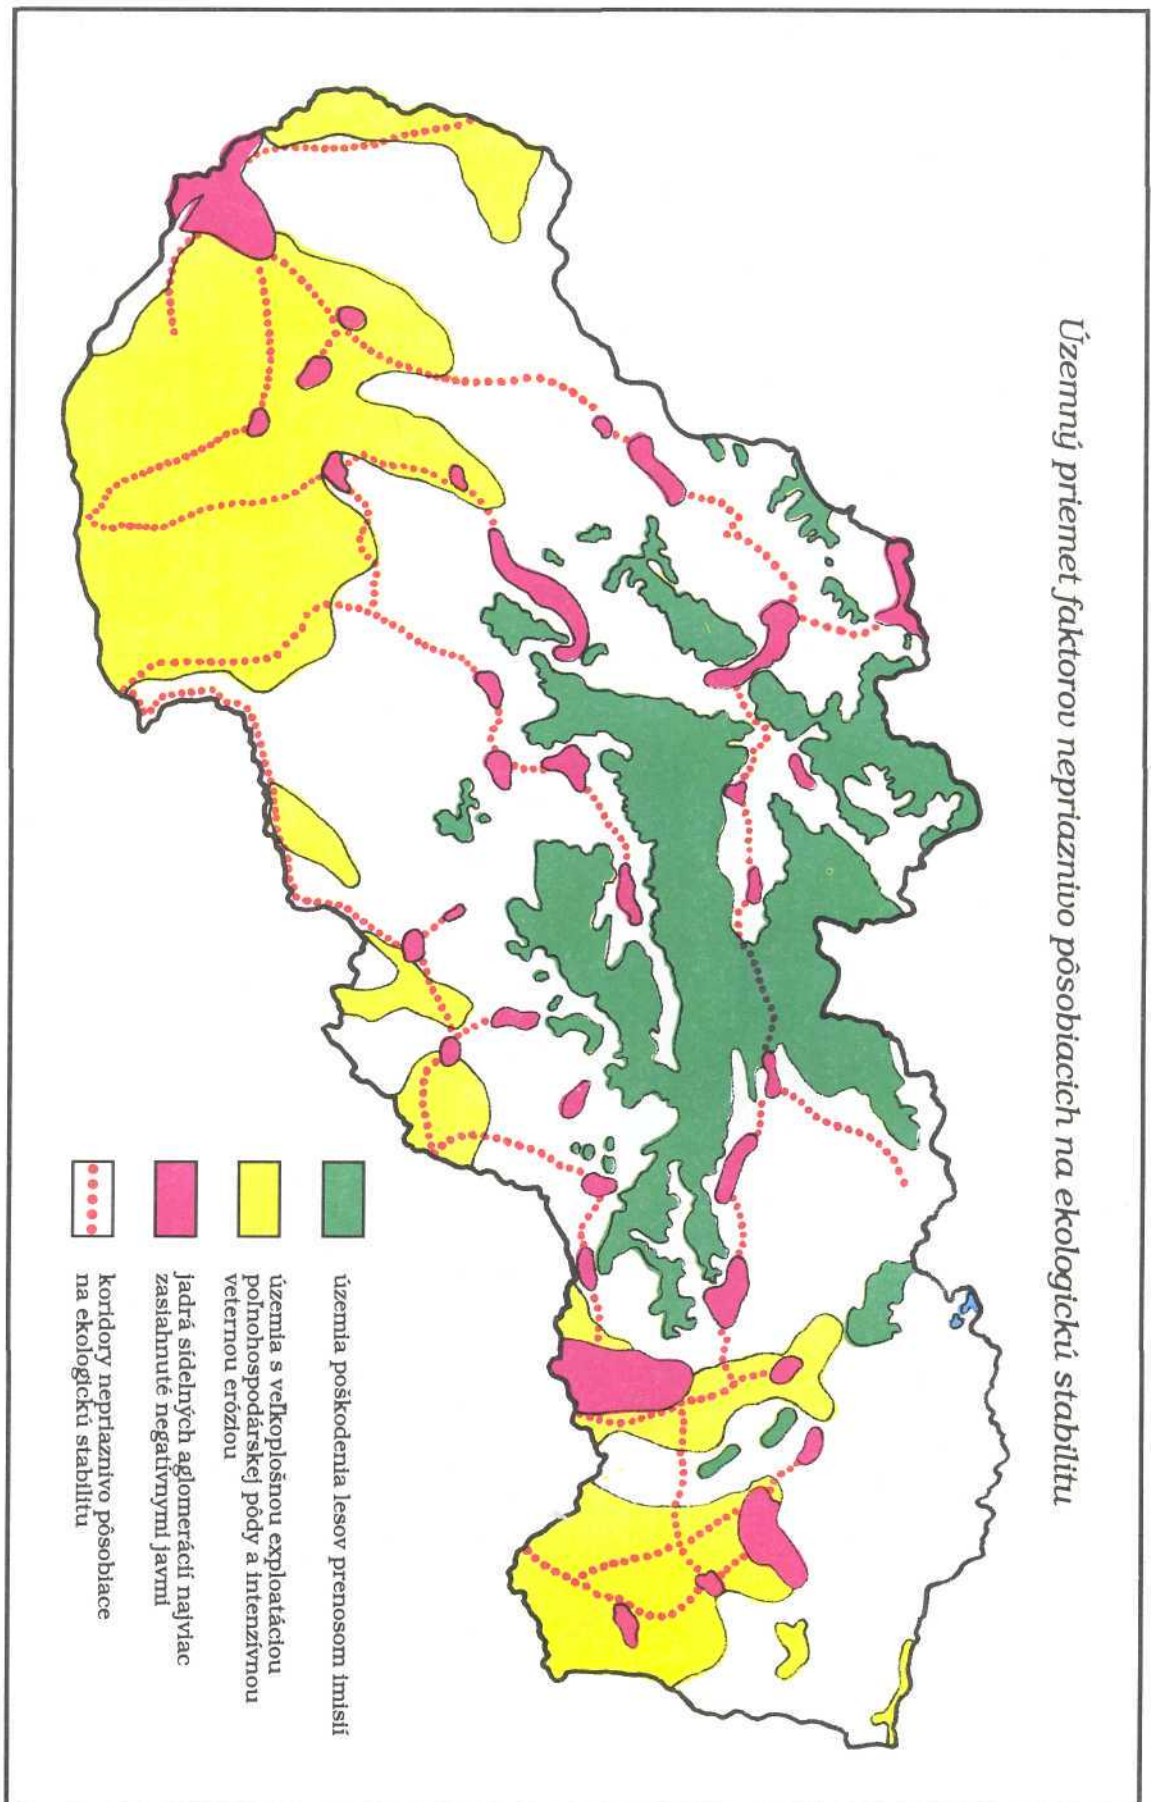 Územný priemet faktorov nepriaznivo pôsobiacich na ekologickú stabilitu
územia poškodenia lesov prenosom imisií
územia s veľkoplošnou exploatáciou
poľnohospodárskej pôdy a intenzívnou
veternou eróziou
jadrá sídelných aglomerácií najviac
zasiahnuté negatívnymi javmi
koridory nepriaznivo pôsobiace
na ekologickú stabilitu